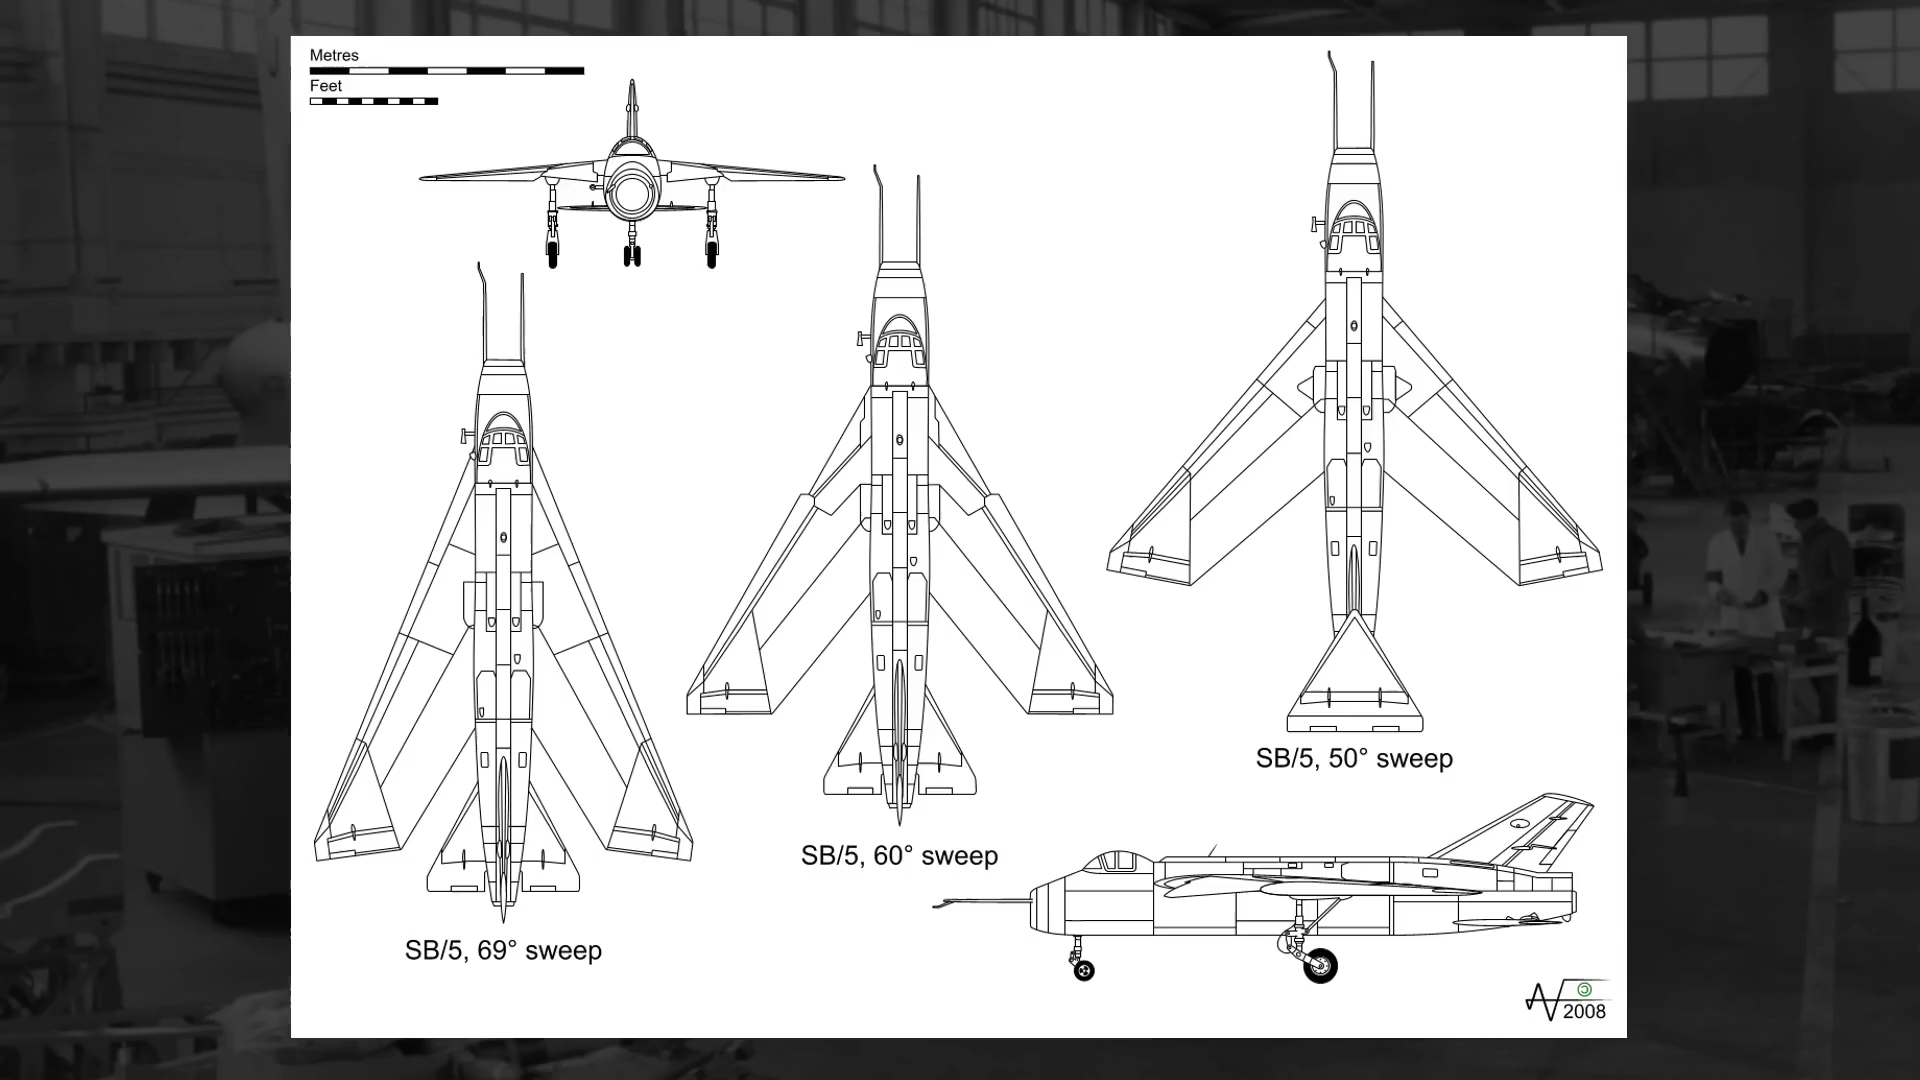 Metres
Feet
SB/5, 50° sweep
SB/5, 60° sweep
SB/5, 69° sweep
2008